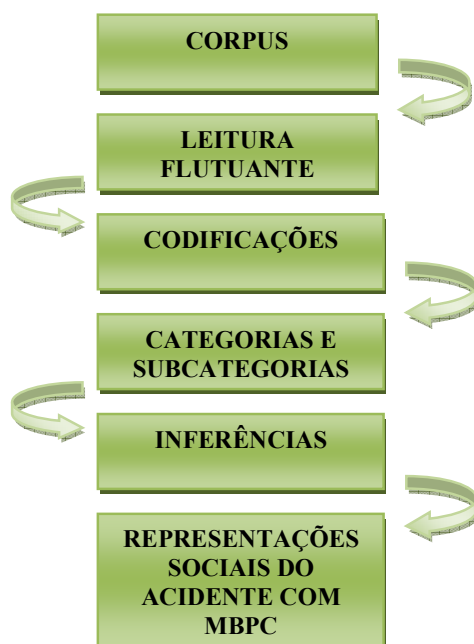 CORPUS
LEITURA
FLUTUANTE
CODIFICAÇÕES
CATEGORIAS E
SUBCATEGORIAS
INFERÊNCIAS
REPRESENTAÇÕES
SOCIAIS DO
ACIDENTE COM
MBPC